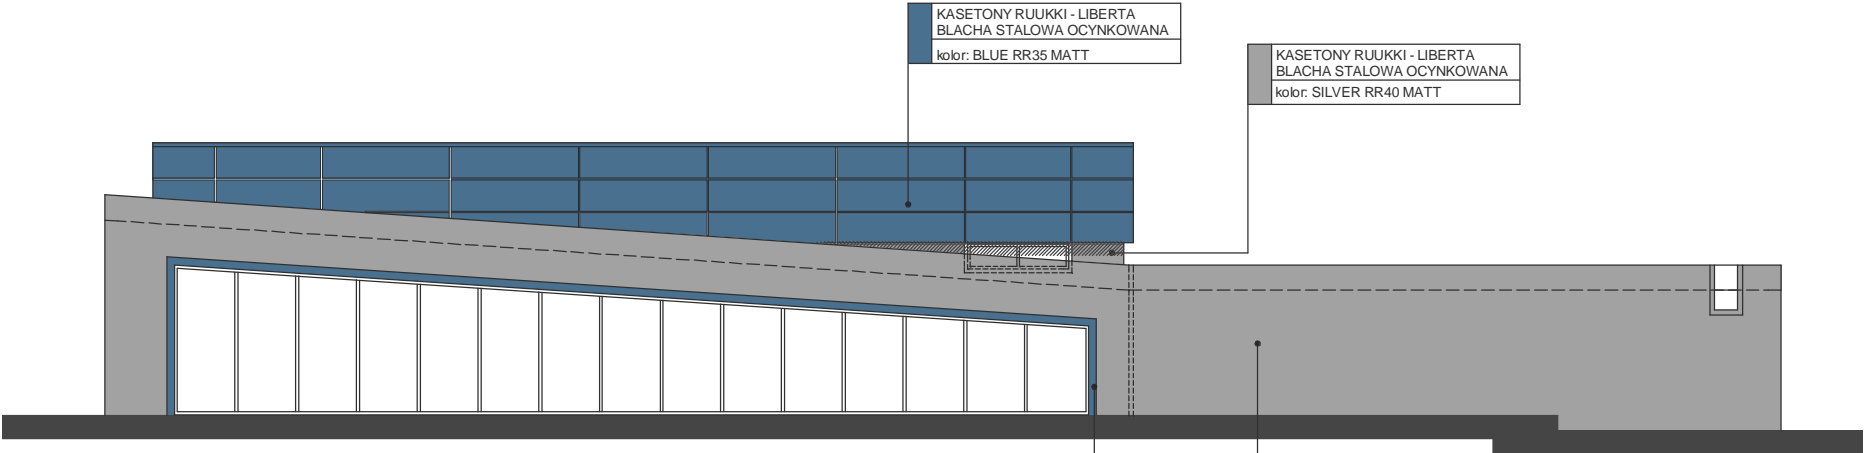 KASETONY RUUKKI - LIBERTA
BLACHA STALOWA OCYNKOWANA
kolor: BLUE RR35 MATT
KASETONY RUUKKI - LIBERTA
BLACHA STALOWA OCYNKOWANA
kolor: SILVER RR40 MATT